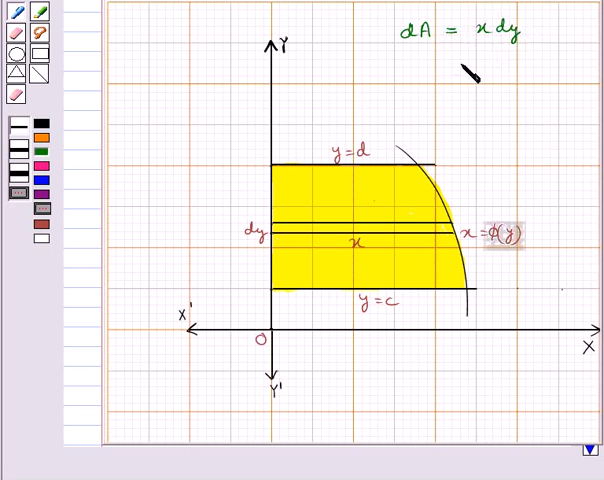 dA = x dy
Y
y = d
dy
x
x = ϕ(y)
y = c
X'
O
X
Y'